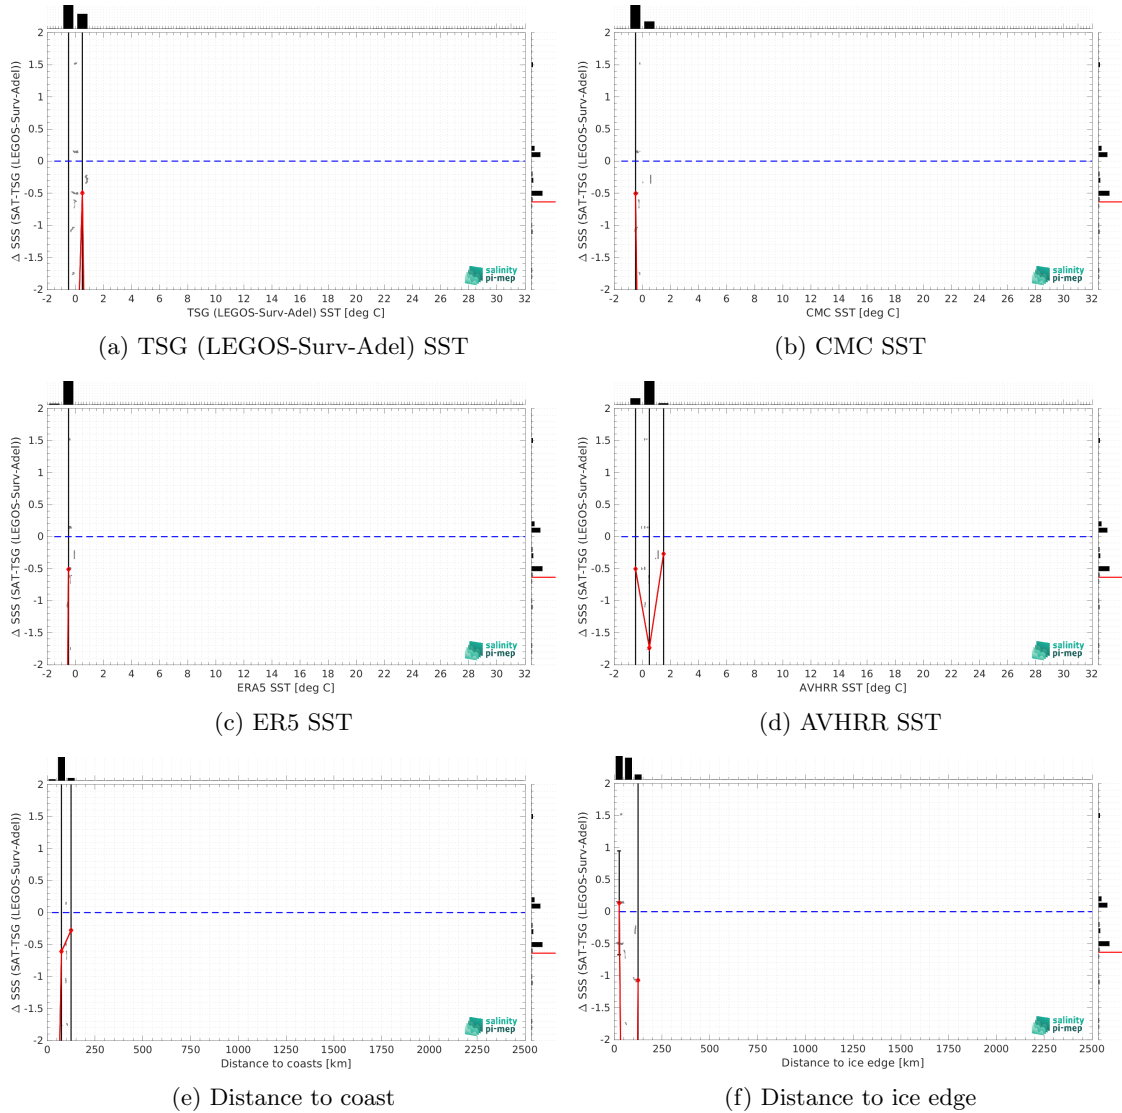 2
1.5
1
0.5
0
-0.5
-1
-1.5
-2
Δ SSS (SAT-TSG (LEGOS-Surv-Adel))
salinity
pi-mep
-2 0 2 4 6 8 10 12 14 16 18 20 22 24 26 28 30 32
TSG (LEGOS-Surv-Adel) SST [deg C]
(a) TSG (LEGOS-Surv-Adel) SST
2
1.5
1
0.5
0
-0.5
-1
-1.5
-2
Δ SSS (SAT-TSG (LEGOS-Surv-Adel))
salinity
pi-mep
-2 0 2 4 6 8 10 12 14 16 18 20 22 24 26 28 30 32
CMC SST [deg C]
(b) CMC SST
2
1.5
1
0.5
0
-0.5
-1
-1.5
-2
Δ SSS (SAT-TSG (LEGOS-Surv-Adel))
salinity
pi-mep
-2 0 2 4 6 8 10 12 14 16 18 20 22 24 26 28 30 32
ERA5 SST [deg C]
(c) ER5 SST
2
1.5
1
0.5
0
-0.5
-1
-1.5
-2
Δ SSS (SAT-TSG (LEGOS-Surv-Adel))
salinity
pi-mep
-2 0 2 4 6 8 10 12 14 16 18 20 22 24 26 28 30 32
AVHRR SST [deg C]
(d) AVHRR SST
2
1.5
1
0.5
0
-0.5
-1
-1.5
-2
Δ SSS (SAT-TSG (LEGOS-Surv-Adel))
salinity
pi-mep
0 250 500 750 1000 1250 1500 1750 2000 2250 2500
Distance to coasts [km]
(e) Distance to coast
2
1.5
1
0.5
0
-0.5
-1
-1.5
-2
Δ SSS (SAT-TSG (LEGOS-Surv-Adel))
salinity
pi-mep
0 250 500 750 1000 1250 1500 1750 2000 2250 2500
Distance to ice edge [km]
(f) Distance to ice edge